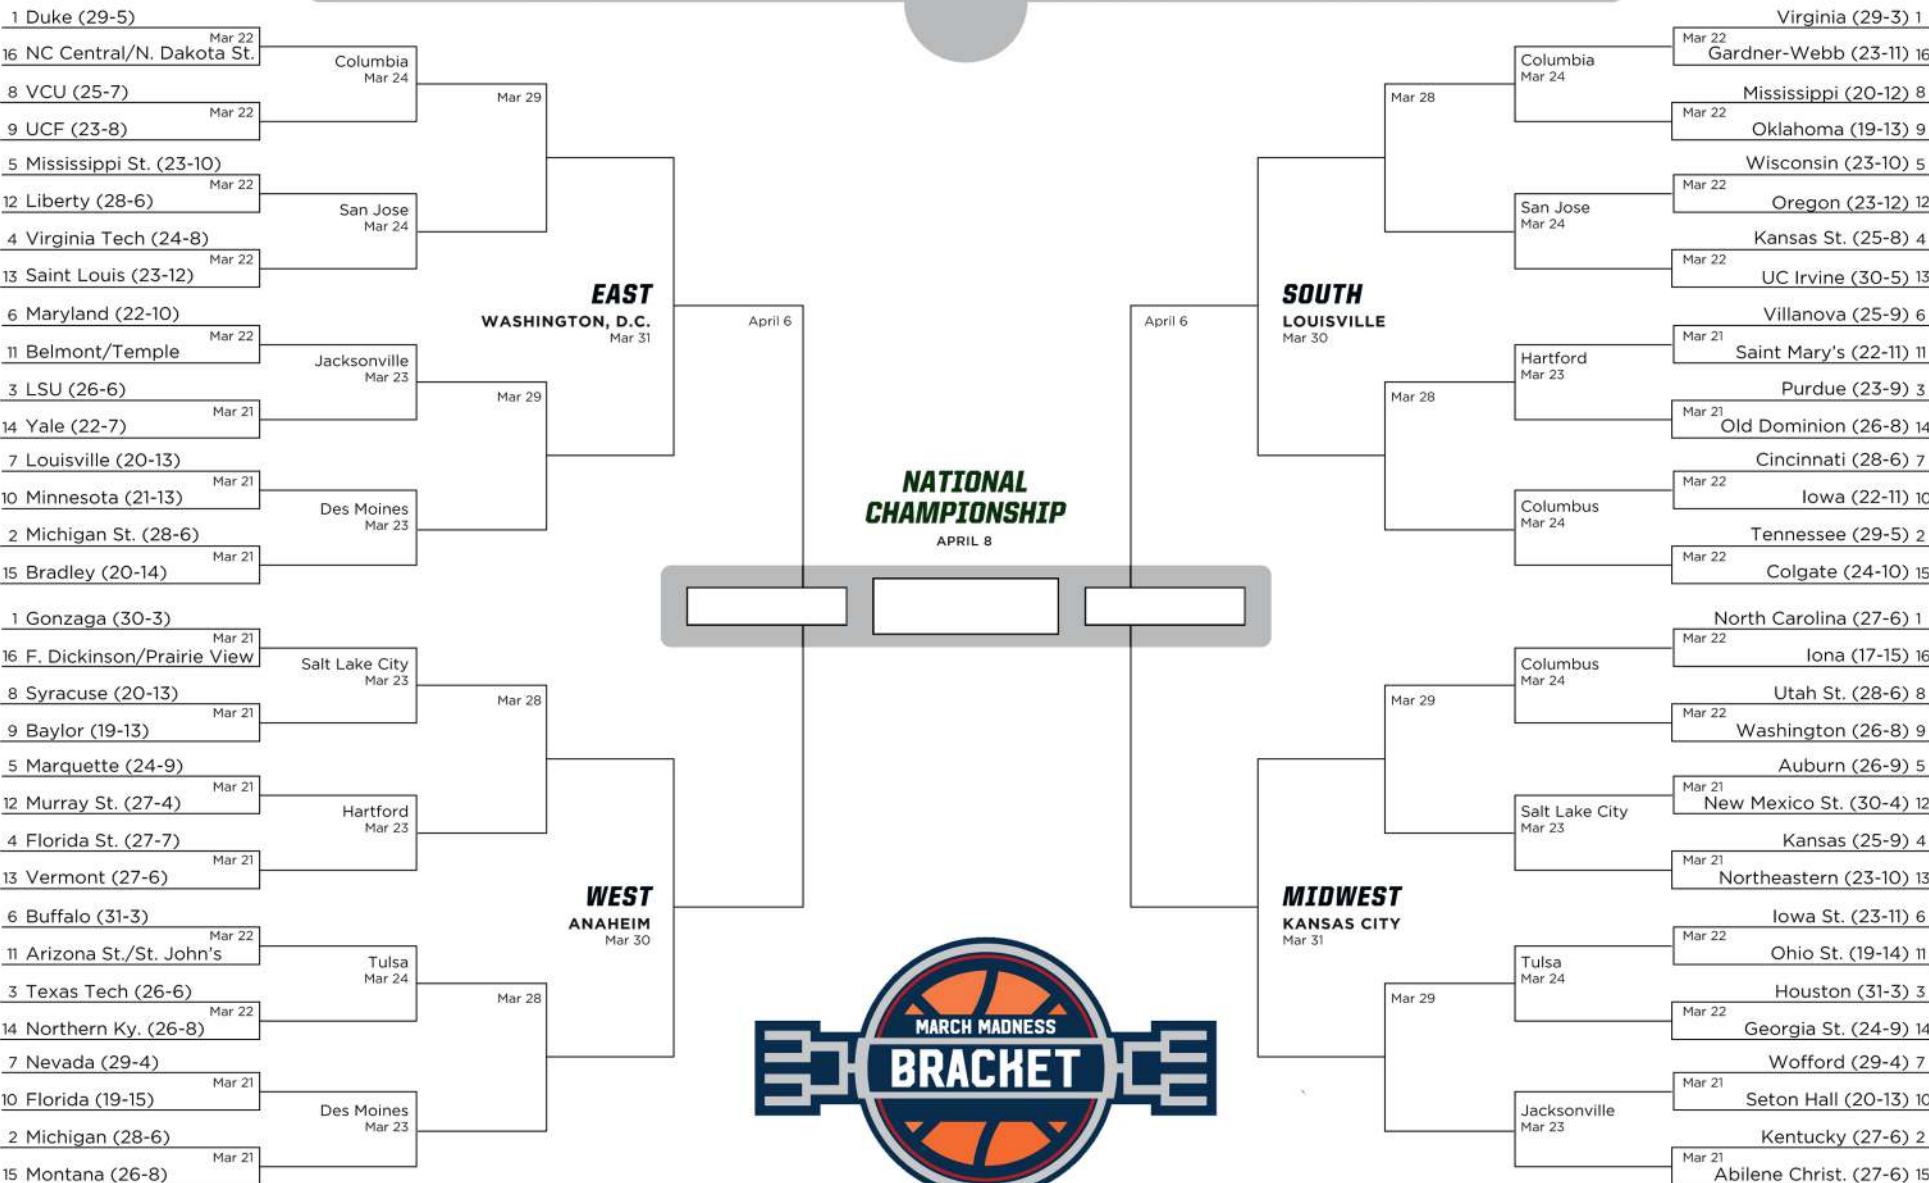 1 Duke (29-5)
Mar 22
16 NC Central/N. Dakota St.
8 VCU (25-7)
Mar 22
9 UCF (23-8)
5 Mississippi St. (23-10)
Mar 22
12 Liberty (28-6)
4 Virginia Tech (24-8)
Mar 22
13 Saint Louis (23-12)
6 Maryland (22-10)
Mar 22
11 Belmont/Temple
3 LSU (26-6)
Mar 21
14 Yale (22-7)
7 Louisville (20-13)
Mar 21
10 Minnesota (21-13)
2 Michigan St. (28-6)
Mar 21
15 Bradley (20-14)
Columbia
Mar 24
San Jose
Mar 24
Jacksonville
Mar 23
Des Moines
Mar 23
Mar 29
Mar 29
EAST
WASHINGTON, D.C.
Mar 31
April 6
1 Gonzaga (30-3)
Mar 21
16 F. Dickinson/Prairie View
8 Syracuse (20-13)
Mar 21
9 Baylor (19-13)
5 Marquette (24-9)
Mar 21
12 Murray St. (27-4)
4 Florida St. (27-7)
Mar 21
13 Vermont (27-6)
6 Buffalo (31-3)
Mar 22
11 Arizona St./St. John's
3 Texas Tech (26-6)
Mar 22
14 Northern Ky. (26-8)
7 Nevada (29-4)
Mar 21
10 Florida (19-15)
2 Michigan (28-6)
Mar 21
15 Montana (26-8)
Salt Lake City
Mar 23
Hartford
Mar 23
Tulsa
Mar 24
Des Moines
Mar 23
Mar 28
Mar 28
WEST
ANAHEIM
Mar 30
NATIONAL
CHAMPIONSHIP
APRIL 8
MARCH MADNESS
BRACKET
April 6
SOUTH
LOUISVILLE
Mar 30
Mar 28
Mar 28
Columbia
Mar 24
San Jose
Mar 24
Hartford
Mar 23
Columbus
Mar 24
Virginia (29-3) 1
Mar 22
Gardner-Webb (23-11) 16
Mississippi (20-12) 8
Mar 22
Oklahoma (19-13) 9
Wisconsin (23-10) 5
Mar 22
Oregon (23-12) 12
Kansas St. (25-8) 4
Mar 22
UC Irvine (30-5) 13
Villanova (25-9) 6
Mar 21
Saint Mary's (22-11) 11
Purdue (23-9) 3
Mar 21
Old Dominion (26-8) 14
Cincinnati (28-6) 7
Mar 22
Iowa (22-11) 10
Tennessee (29-5) 2
Mar 22
Colgate (24-10) 15
MIDWEST
KANSAS CITY
Mar 31
Mar 29
Mar 29
Columbus
Mar 24
Salt Lake City
Mar 23
Tulsa
Mar 24
Jacksonville
Mar 23
North Carolina (27-6) 1
Mar 22
Iona (17-15) 16
Utah St. (28-6) 8
Mar 22
Washington (26-8) 9
Auburn (26-9) 5
Mar 21
New Mexico St. (30-4) 12
Kansas (25-9) 4
Mar 21
Northeastern (23-10) 13
Iowa St. (23-11) 6
Mar 22
Ohio St. (19-14) 11
Houston (31-3) 3
Mar 22
Georgia St. (24-9) 14
Wofford (29-4) 7
Mar 21
Seton Hall (20-13) 10
Kentucky (27-6) 2
Mar 21
Abilene Christ. (27-6) 15